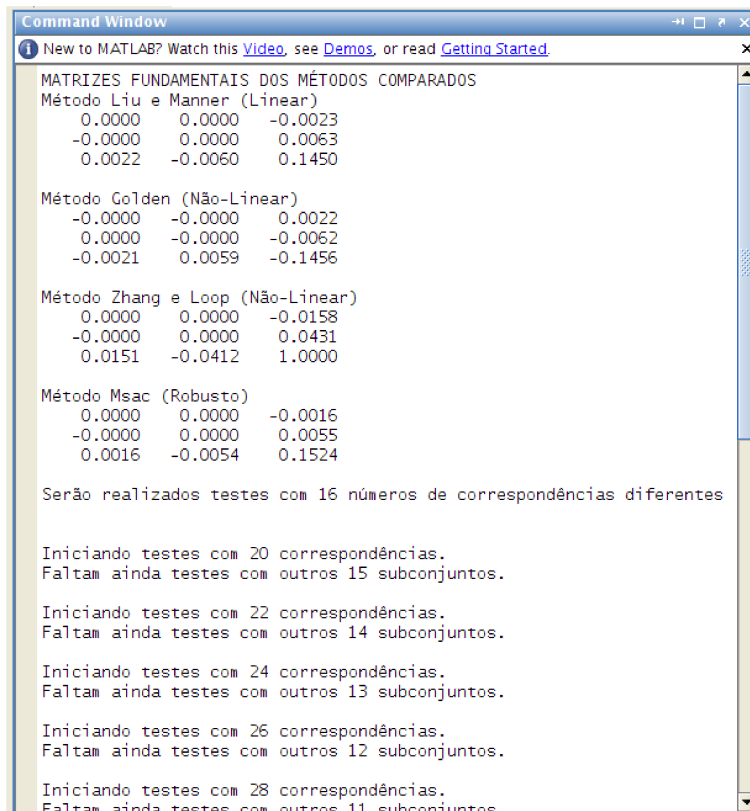 Command Window
New to MATLAB? Watch this Video, see Demos, or read Getting Started.
MATRIZES FUNDAMENTAIS DOS MÉTODOS COMPARADOS
Método Liu e Manner (Linear)
0.0000 0.0000 -0.0023
-0.0000 0.0000 0.0063
0.0022 -0.0060 0.1450
Método Golden (Não-Linear)
-0.0000 -0.0000 0.0022
0.0000 -0.0000 -0.0062
-0.0021 0.0059 -0.1456
Método Zhang e Loop (Não-Linear)
0.0000 0.0000 -0.0158
-0.0000 0.0000 0.0431
0.0151 -0.0412 1.0000
Método Msac (Robusto)
0.0000 0.0000 -0.0016
-0.0000 0.0000 0.0055
0.0016 -0.0054 0.1524
Serão realizados testes com 16 números de correspondências diferentes
Iniciando testes com 20 correspondências.
Faltam ainda testes com outros 15 subconjuntos.
Iniciando testes com 22 correspondências.
Faltam ainda testes com outros 14 subconjuntos.
Iniciando testes com 24 correspondências.
Faltam ainda testes com outros 13 subconjuntos.
Iniciando testes com 26 correspondências.
Faltam ainda testes com outros 12 subconjuntos.
Iniciando testes com 28 correspondências.
Faltam ainda testes com outros 11 subconjuntos